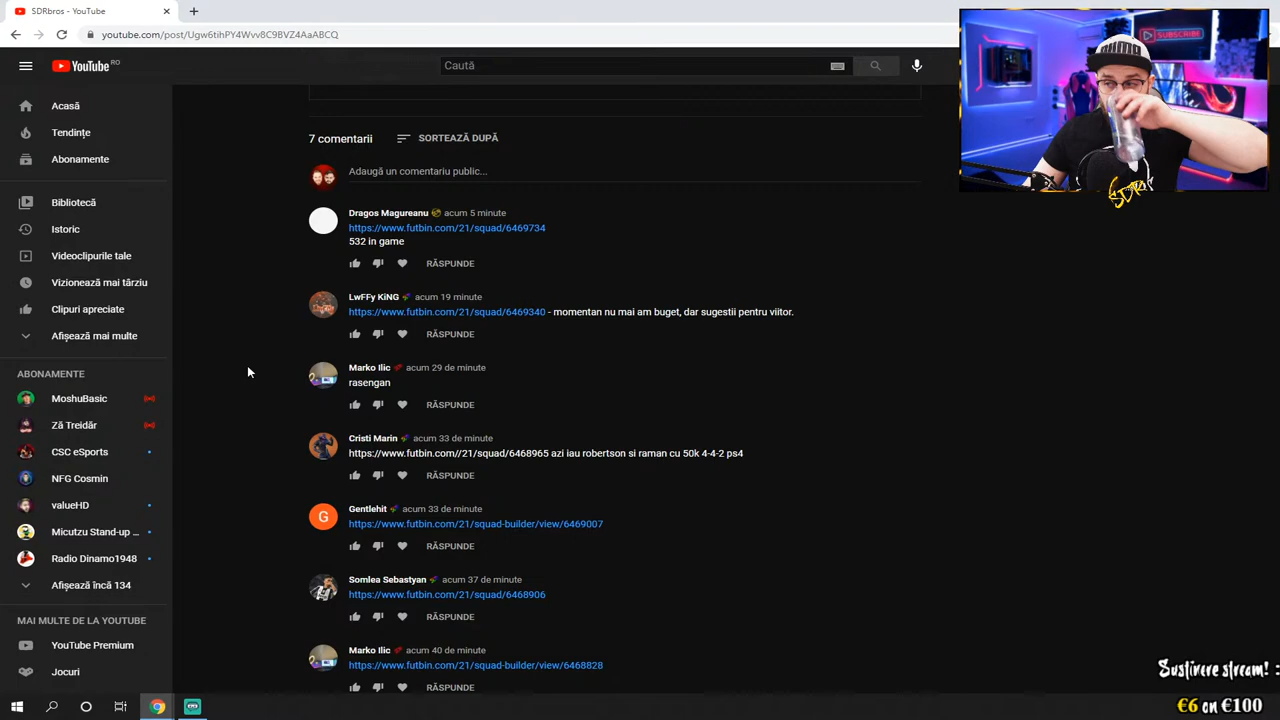 SDRbros - YouTube
youtube.com/post/Ugw6tihPY4Wvv8C9BVZ4AaABCQ
YouTube RO
Caută
SUBSCRIBE
Acasă
Tendințe
Abonamente
Bibliotecă
Istoric
Videoclipurile tale
Vizionează mai târziu
Clipuri apreciate
Afișează mai multe
ABONAMENTE
MoshuBasic
Ză Treidăr
CSC eSports
NFG Cosmin
valueHD
Micutzu Stand-up ...
Radio Dinamo1948
Afișează încă 134
MAI MULTE DE LA YOUTUBE
YouTube Premium
Jocuri
7 comentarii
SORTEAZĂ DUPĂ
Adaugă un comentariu public...
Dragos Magureanu acum 5 minute
https://www.futbin.com/21/squad/6469734
532 in game
RĂSPUNDE
LwFFy KiNG acum 19 minute
https://www.futbin.com/21/squad/6469340 - momentan nu mai am buget, dar sugestii pentru viitor.
RĂSPUNDE
Marko Ilic acum 29 de minute
rasengan
RĂSPUNDE
Cristi Marin acum 33 de minute
https://www.futbin.com//21/squad/6468965 azi iau robertson si raman cu 50k 4-4-2 ps4
RĂSPUNDE
G
Gentlehit acum 33 de minute
https://www.futbin.com/21/squad-builder/view/6469007
RĂSPUNDE
Somlea Sebastyan acum 37 de minute
https://www.futbin.com/21/squad/6468906
RĂSPUNDE
Marko Ilic acum 40 de minute
https://www.futbin.com/21/squad-builder/view/6468828
RĂSPUNDE
Sustinere stream! :
€6 on €100